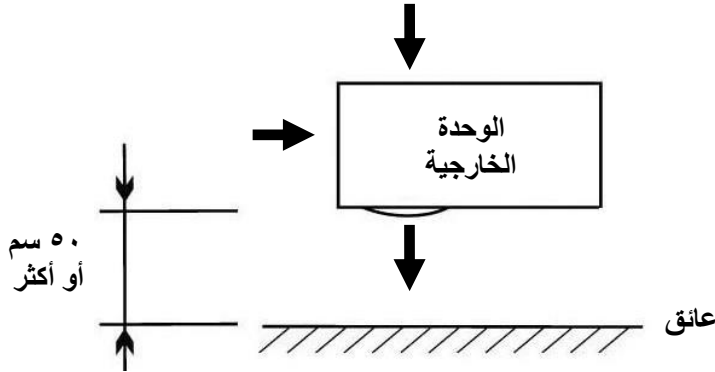 الوحدة
الخارجية
٥٠ سم
أو أكثر
عائق